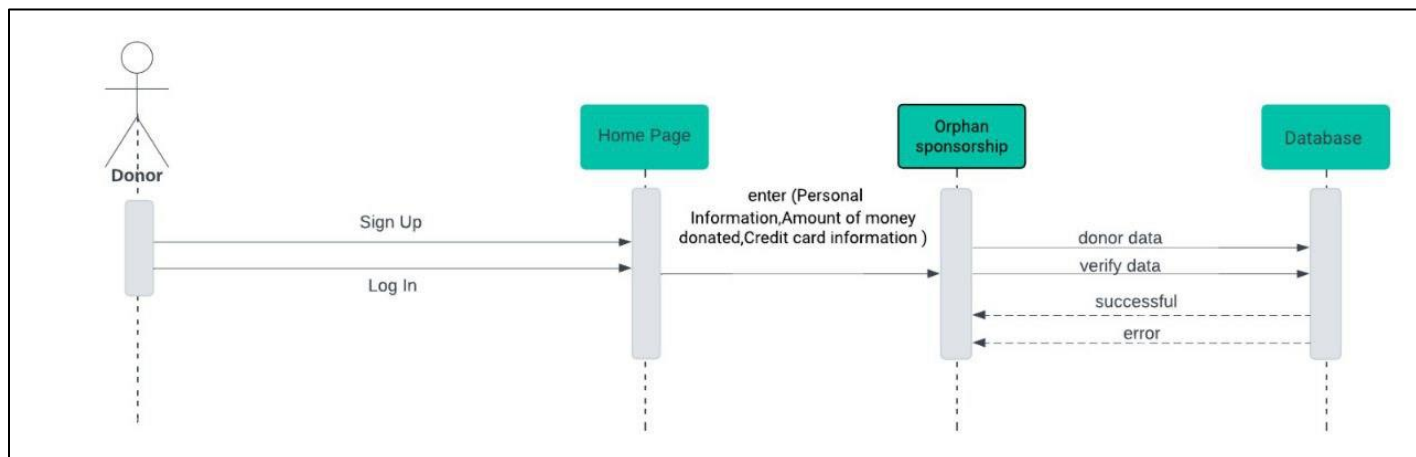 Donor
Home Page
Orphan
sponsorship
Database
Sign Up
Log In
enter (Personal
Information,Amount of money
donated,Credit card information )
donor data
verify data
successful
error